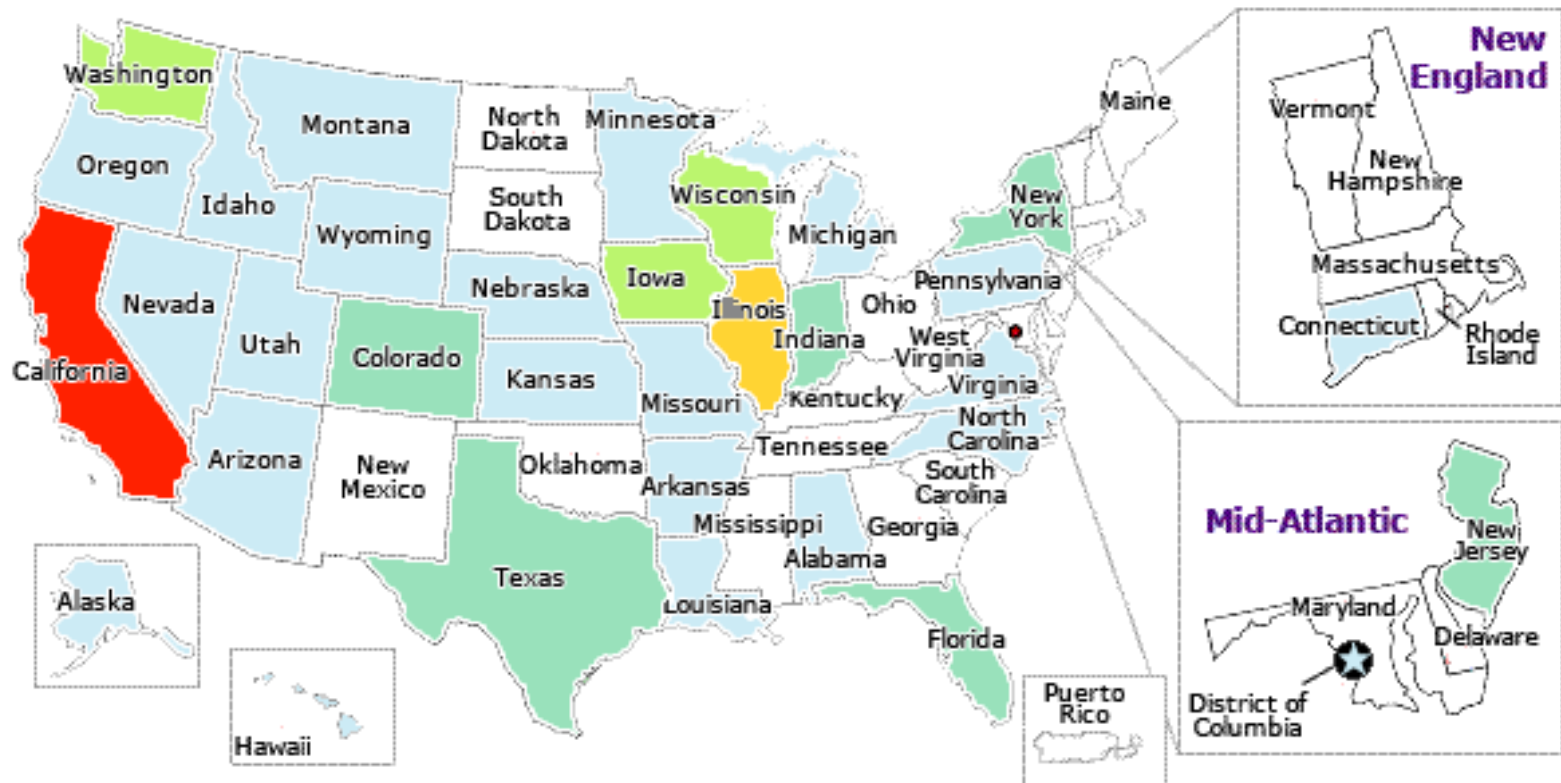 Washington
Montana
North
Dakota
Minnesota
Maine
Oregon
Idaho
Wyoming
South
Dakota
Wisconsin
Michigan
New
York
Nevada
Utah
Colorado
Nebraska
Iowa
Illinois
Indiana
Ohio
Pennsylvania
California
Kansas
Missouri
Kentucky
West
Virginia
Virginia
Arizona
New
Mexico
Oklahoma
Arkansas
Tennessee
North
Carolina
South
Carolina
Texas
Louisiana
Mississippi
Alabama
Georgia
Florida
Alaska
Hawaii
Puerto
Rico
New
England
Vermont
New
Hampshire
Massachusetts
Connecticut
Rhode
Island
Mid-Atlantic
New
Jersey
Maryland
Delaware
District of
Columbia